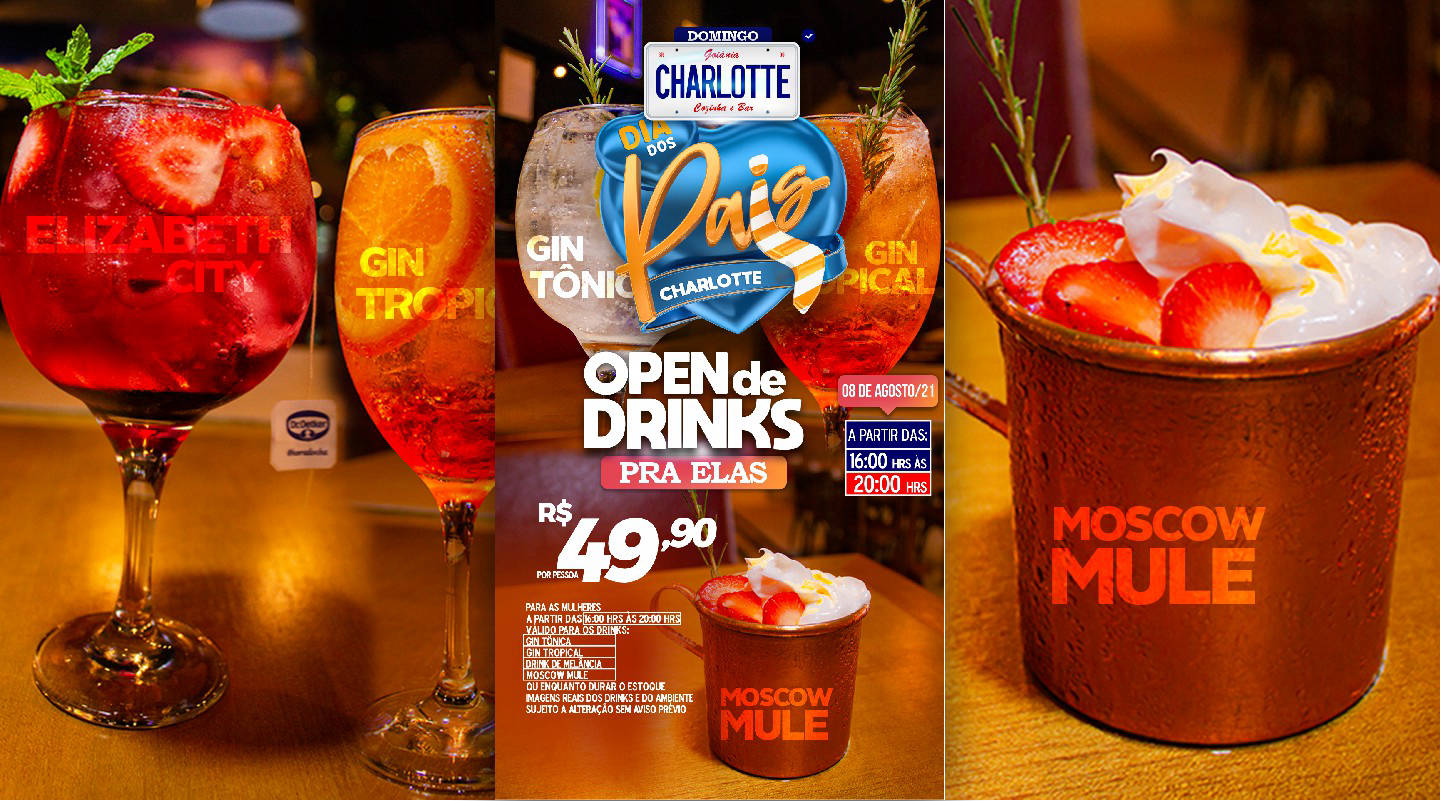 ELIZABETH
CITY
GIN
TROPIC
Dr.Oetker
DOMINGO
Goiânia
CHARLOTTE
Cozinha e Bar
DIA
DOS
Pais
CHARLOTTE
GIN
TÔNIC
GIN
PICAL
OPEN de
DRINKS
PRA ELAS
08 DE AGOSTO/21
A PARTIR DAS:
16:00 HRS ÀS
20:00 HRS
R$
49,90
POR PESSOA
PARA AS MULHERES
A PARTIR DAS 16:00 HRS ÀS 20:00 HRS
VÁLIDO PARA OS DRINKS:
GIN TÔNICA
GIN TROPICAL
DRINK DE MELÂNCIA
MOSCOW MULE
OU ENQUANTO DURAR O ESTOQUE
IMAGENS REAIS DOS DRINKS E DO AMBIENTE
SUJEITO A ALTERAÇÃO SEM AVISO PRÉVIO
MOSCOW
MULE
MOSCOW
MULE